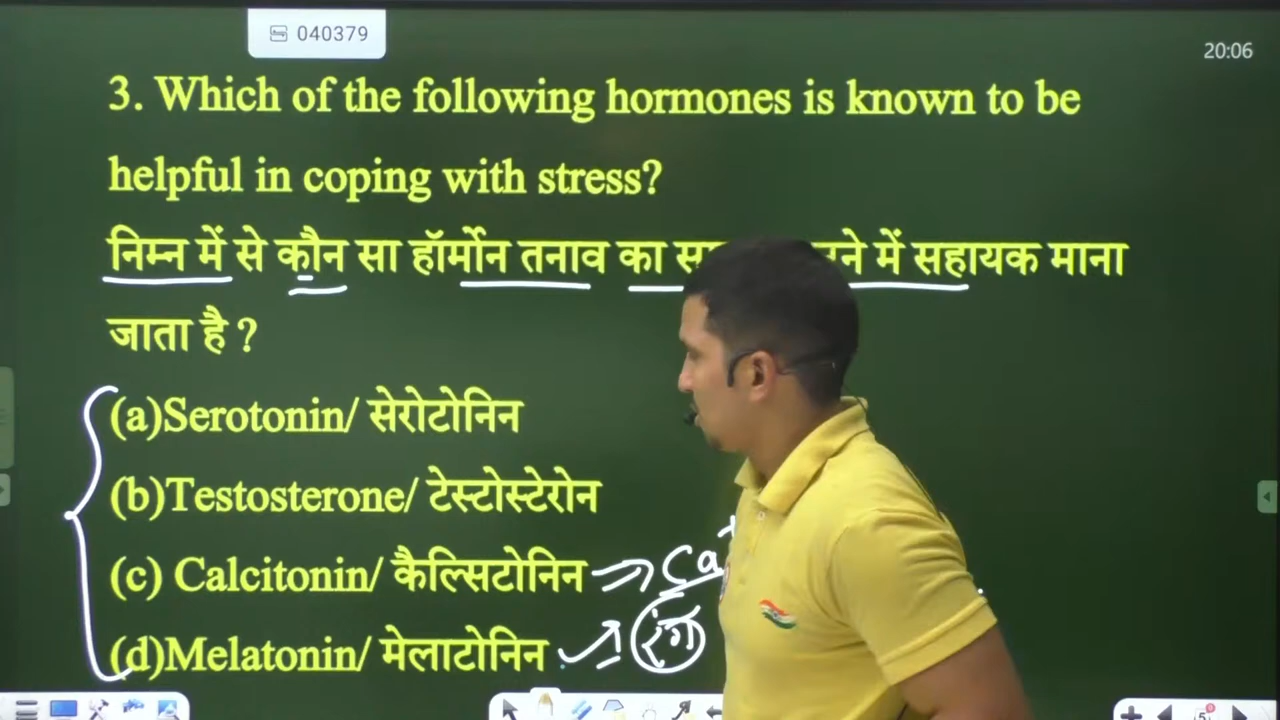 040379
20:06
3. Which of the following hormones is known to be
helpful in coping with stress?
निम्न में से कौन सा हॉर्मोन तनाव का में सहायक माना
जाता है ?
(a)Serotonin/ सेरोटोनिन
(b)Testosterone/ टेस्टोस्टेरोन
(c) Calcitonin/ कैल्सिटोनिन → Ca
(d)Melatonin/ मेलाटोनिन → रंग